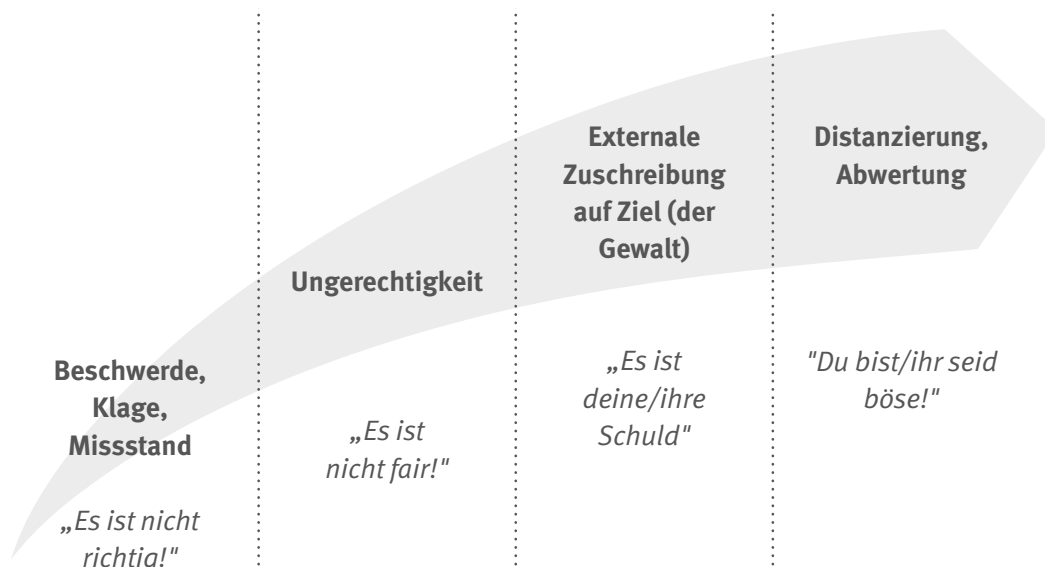 Beschwerde,
Klage,
Missstand
„Es ist nicht
richtig!"
Ungerechtigkeit
„Es ist
nicht fair!"
Externale
Zuschreibung
auf Ziel (der
Gewalt)
„Es ist
deine/ihre
Schuld"
Distanzierung,
Abwertung
"Du bist/ihr seid
böse!"